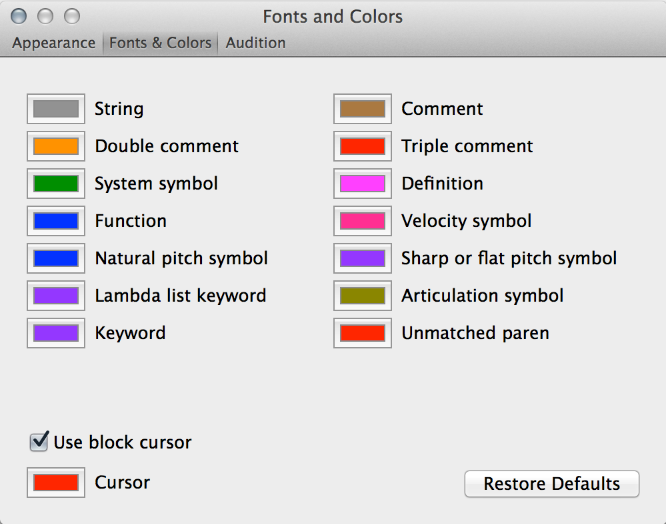 Fonts and Colors
Appearance Fonts & Colors Audition
String Comment
Double comment Triple comment
System symbol Definition
Function Velocity symbol
Natural pitch symbol Sharp or flat pitch symbol
Lambda list keyword Articulation symbol
Keyword Unmatched paren
Use block cursor
Cursor Restore Defaults